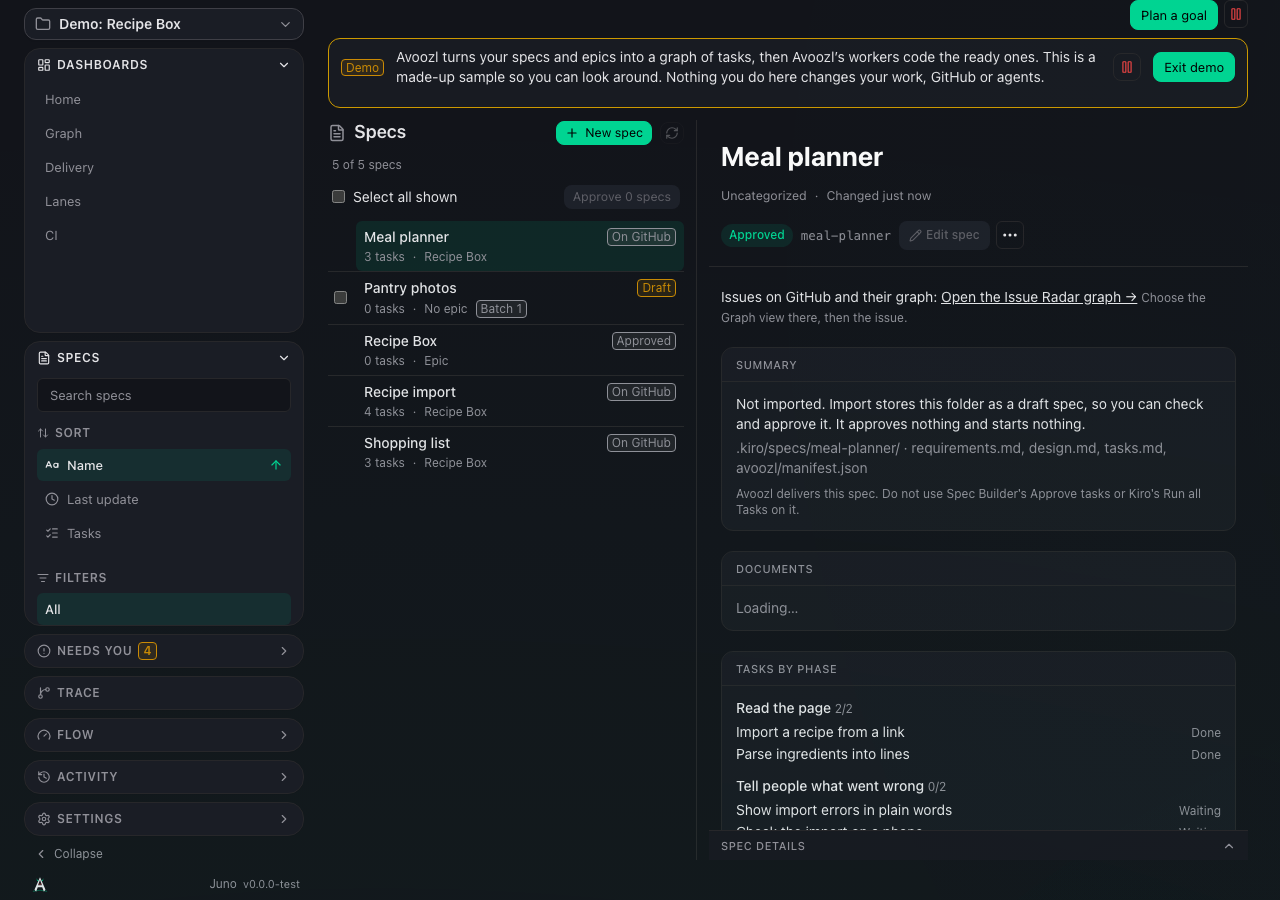 Demo: Recipe Box
DASHBOARDS
Home
Graph
Delivery
Lanes
CI
SPECS
Search specs
SORT
Aa Name
Last update
Tasks
FILTERS
All
NEEDS YOU 4
TRACE
FLOW
ACTIVITY
SETTINGS
Collapse
Juno v0.0.0-test
Plan a goal
Demo
Avoozl turns your specs and epics into a graph of tasks, then Avoozl's workers code the ready ones. This is a
made-up sample so you can look around. Nothing you do here changes your work, GitHub or agents.
Exit demo
Specs
New spec
5 of 5 specs
Select all shown
Approve 0 specs
Meal planner
On GitHub
3 tasks · Recipe Box
Pantry photos
Draft
0 tasks · No epic Batch 1
Recipe Box
Approved
0 tasks · Epic
Recipe import
On GitHub
4 tasks · Recipe Box
Shopping list
On GitHub
3 tasks · Recipe Box
Meal planner
Uncategorized · Changed just now
Approved meal-planner Edit spec
Issues on GitHub and their graph: Open the Issue Radar graph → Choose the
Graph view there, then the issue.
SUMMARY
Not imported. Import stores this folder as a draft spec, so you can check
and approve it. It approves nothing and starts nothing.
.kiro/specs/meal-planner/ · requirements.md, design.md, tasks.md,
avoozl/manifest.json
Avoozl delivers this spec. Do not use Spec Builder's Approve tasks or Kiro's Run all
Tasks on it.
DOCUMENTS
Loading…
TASKS BY PHASE
Read the page 2/2
Import a recipe from a link Done
Parse ingredients into lines Done
Tell people what went wrong 0/2
Show import errors in plain words Waiting
SPEC DETAILS